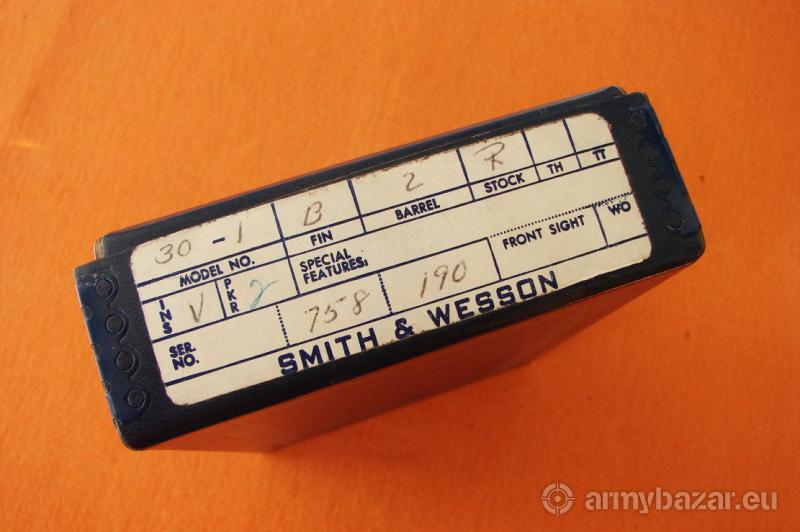 30-1 B 2 R
MODEL NO. FIN BARREL STOCK TH TT
INS V PKR 2 SPECIAL FEATURES:
SER. NO. 758 190 FRONT SIGHT W/O
SMITH & WESSON
armybazar.eu